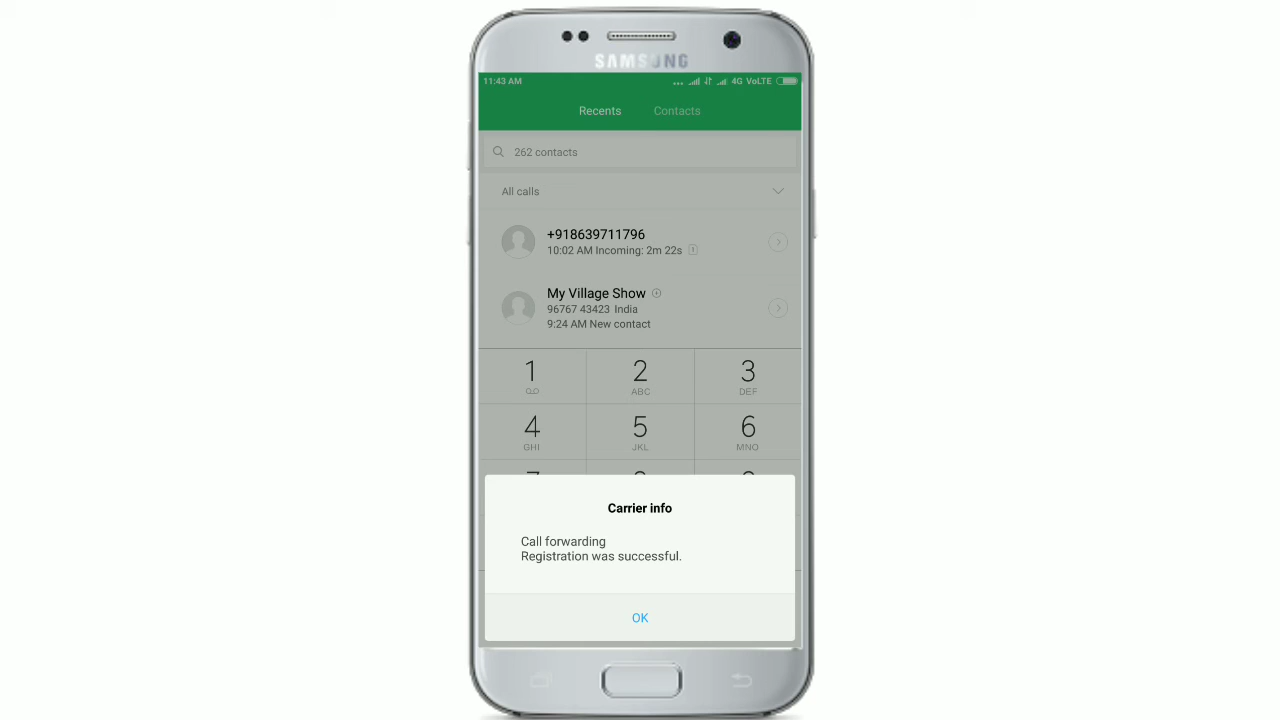 SAMSUNG
11:43 AM
4G VoLTE
Recents Contacts
262 contacts
All calls
+918639711796
10:02 AM Incoming: 2m 22s 1
My Village Show
96767 43423 India
9:24 AM New contact
1 2 3
ABC DEF
4 5 6
GHI JKL MNO
Carrier info
Call forwarding
Registration was successful.
OK